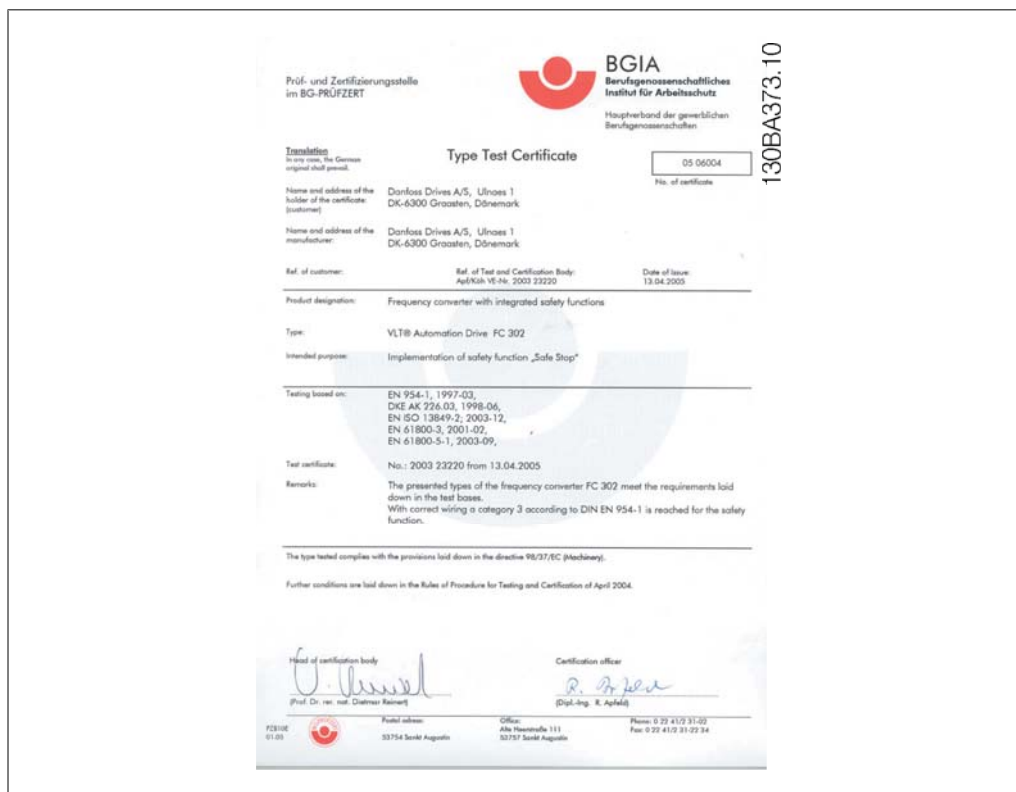 130BA373.10
Prüf- und Zertifizierungsstelle
im BG-PRÜFZERT
BGIA
Berufsgenossenschaftliches
Institut für Arbeitsschutz
Hauptverband der gewerblichen
Berufsgenossenschaften
Translation
In any case, the German
original shall prevail.
Type Test Certificate
05 06004
No. of certificate
Name and address of the
holder of the certificate:
(customer)
Danfoss Drives A/S, Ulnaes 1
DK-6300 Graasten, Dänemark
Name and address of the
manufacturer:
Danfoss Drives A/S, Ulnaes 1
DK-6300 Graasten, Dänemark
Ref. of customer:
Ref. of Test and Certification Body:
Apf/Köh VE-Nr. 2003 23220
Date of Issue:
13.04.2005
Product designation:
Frequency converter with integrated safety functions
Type:
VLT® Automation Drive FC 302
Intended purpose:
Implementation of safety function „Safe Stop“
Testing based on:
EN 954-1, 1997-03,
DKE AK 226.03, 1998-06,
EN ISO 13849-2; 2003-12,
EN 61800-3, 2001-02,
EN 61800-5-1, 2003-09,
Test certificate:
No.: 2003 23220 from 13.04.2005
Remarks:
The presented types of the frequency converter FC 302 meet the requirements laid
down in the test bases.
With correct wiring a category 3 according to DIN EN 954-1 is reached for the safety
function.
The type tested complies with the provisions laid down in the directive 98/37/EC (Machinery).
Further conditions are laid down in the Rules of Procedure for Testing and Certification of April 2004.
Head of certification body
(Prof. Dr. rer. nat. Dietmar Reinert)
Certification officer
(Dipl.-Ing. R. Apfeld)
PZB10E
01.05
Postal adress:
53754 Sankt Augustin
Office:
Alte Heerstraße 111
53757 Sankt Augustin
Phone: 0 22 41/2 31-02
Fax: 0 22 41/2 31-22 34